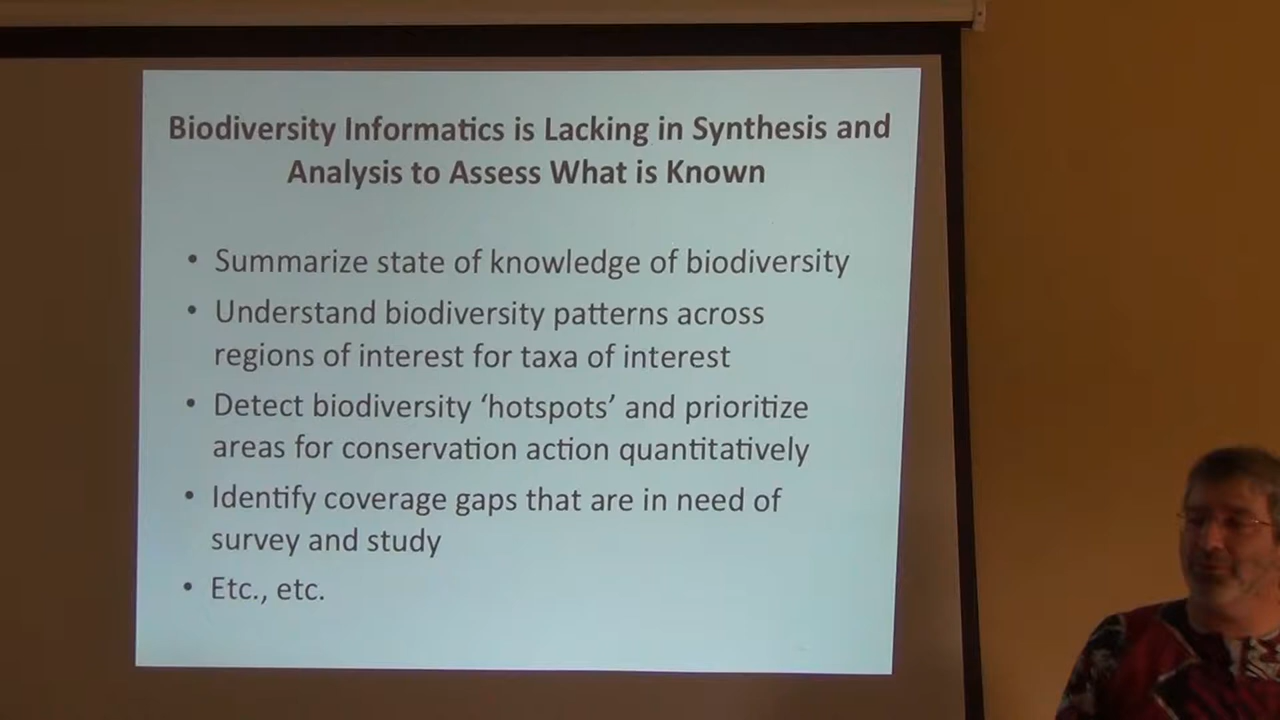 Biodiversity Informatics is Lacking in Synthesis and
Analysis to Assess What is Known
• Summarize state of knowledge of biodiversity
• Understand biodiversity patterns across
regions of interest for taxa of interest
• Detect biodiversity ‘hotspots’ and prioritize
areas for conservation action quantitatively
• Identify coverage gaps that are in need of
survey and study
• Etc., etc.